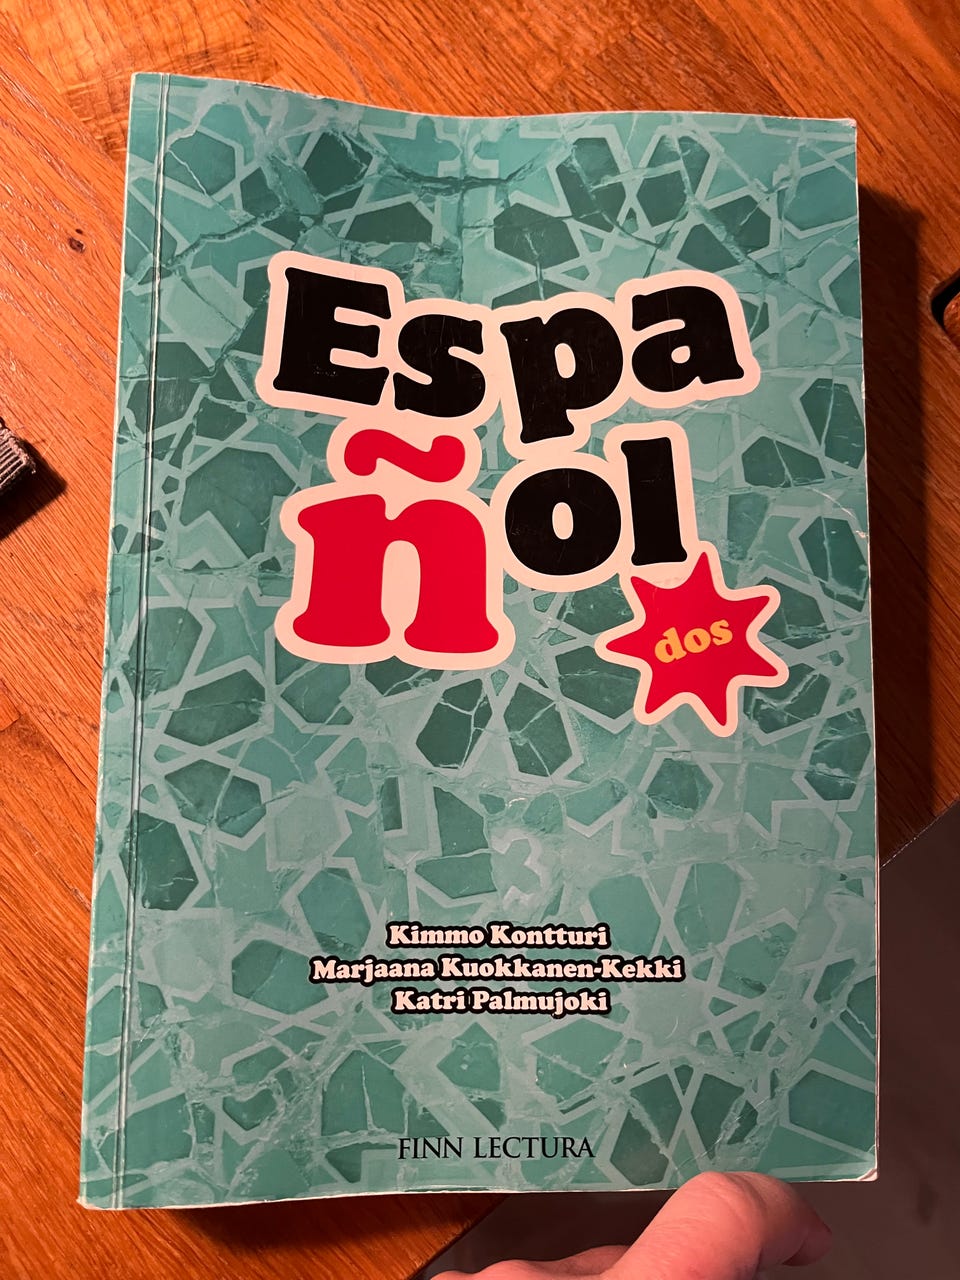 Espa
ñol
dos
Kimmo Kontturi
Marjaana Kuokkanen-Kekki
Katri Palmujoki
FINN LECTURA